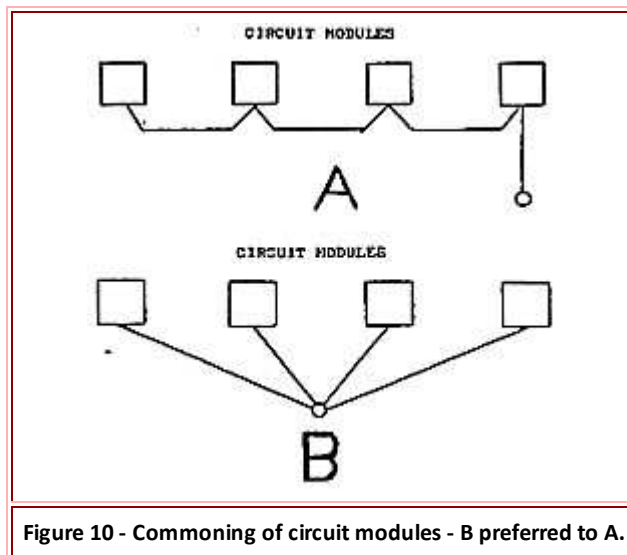 CIRCUIT MODULES
A
CIRCUIT MODULES
B
Figure 10 - Commoning of circuit modules - B preferred to A.